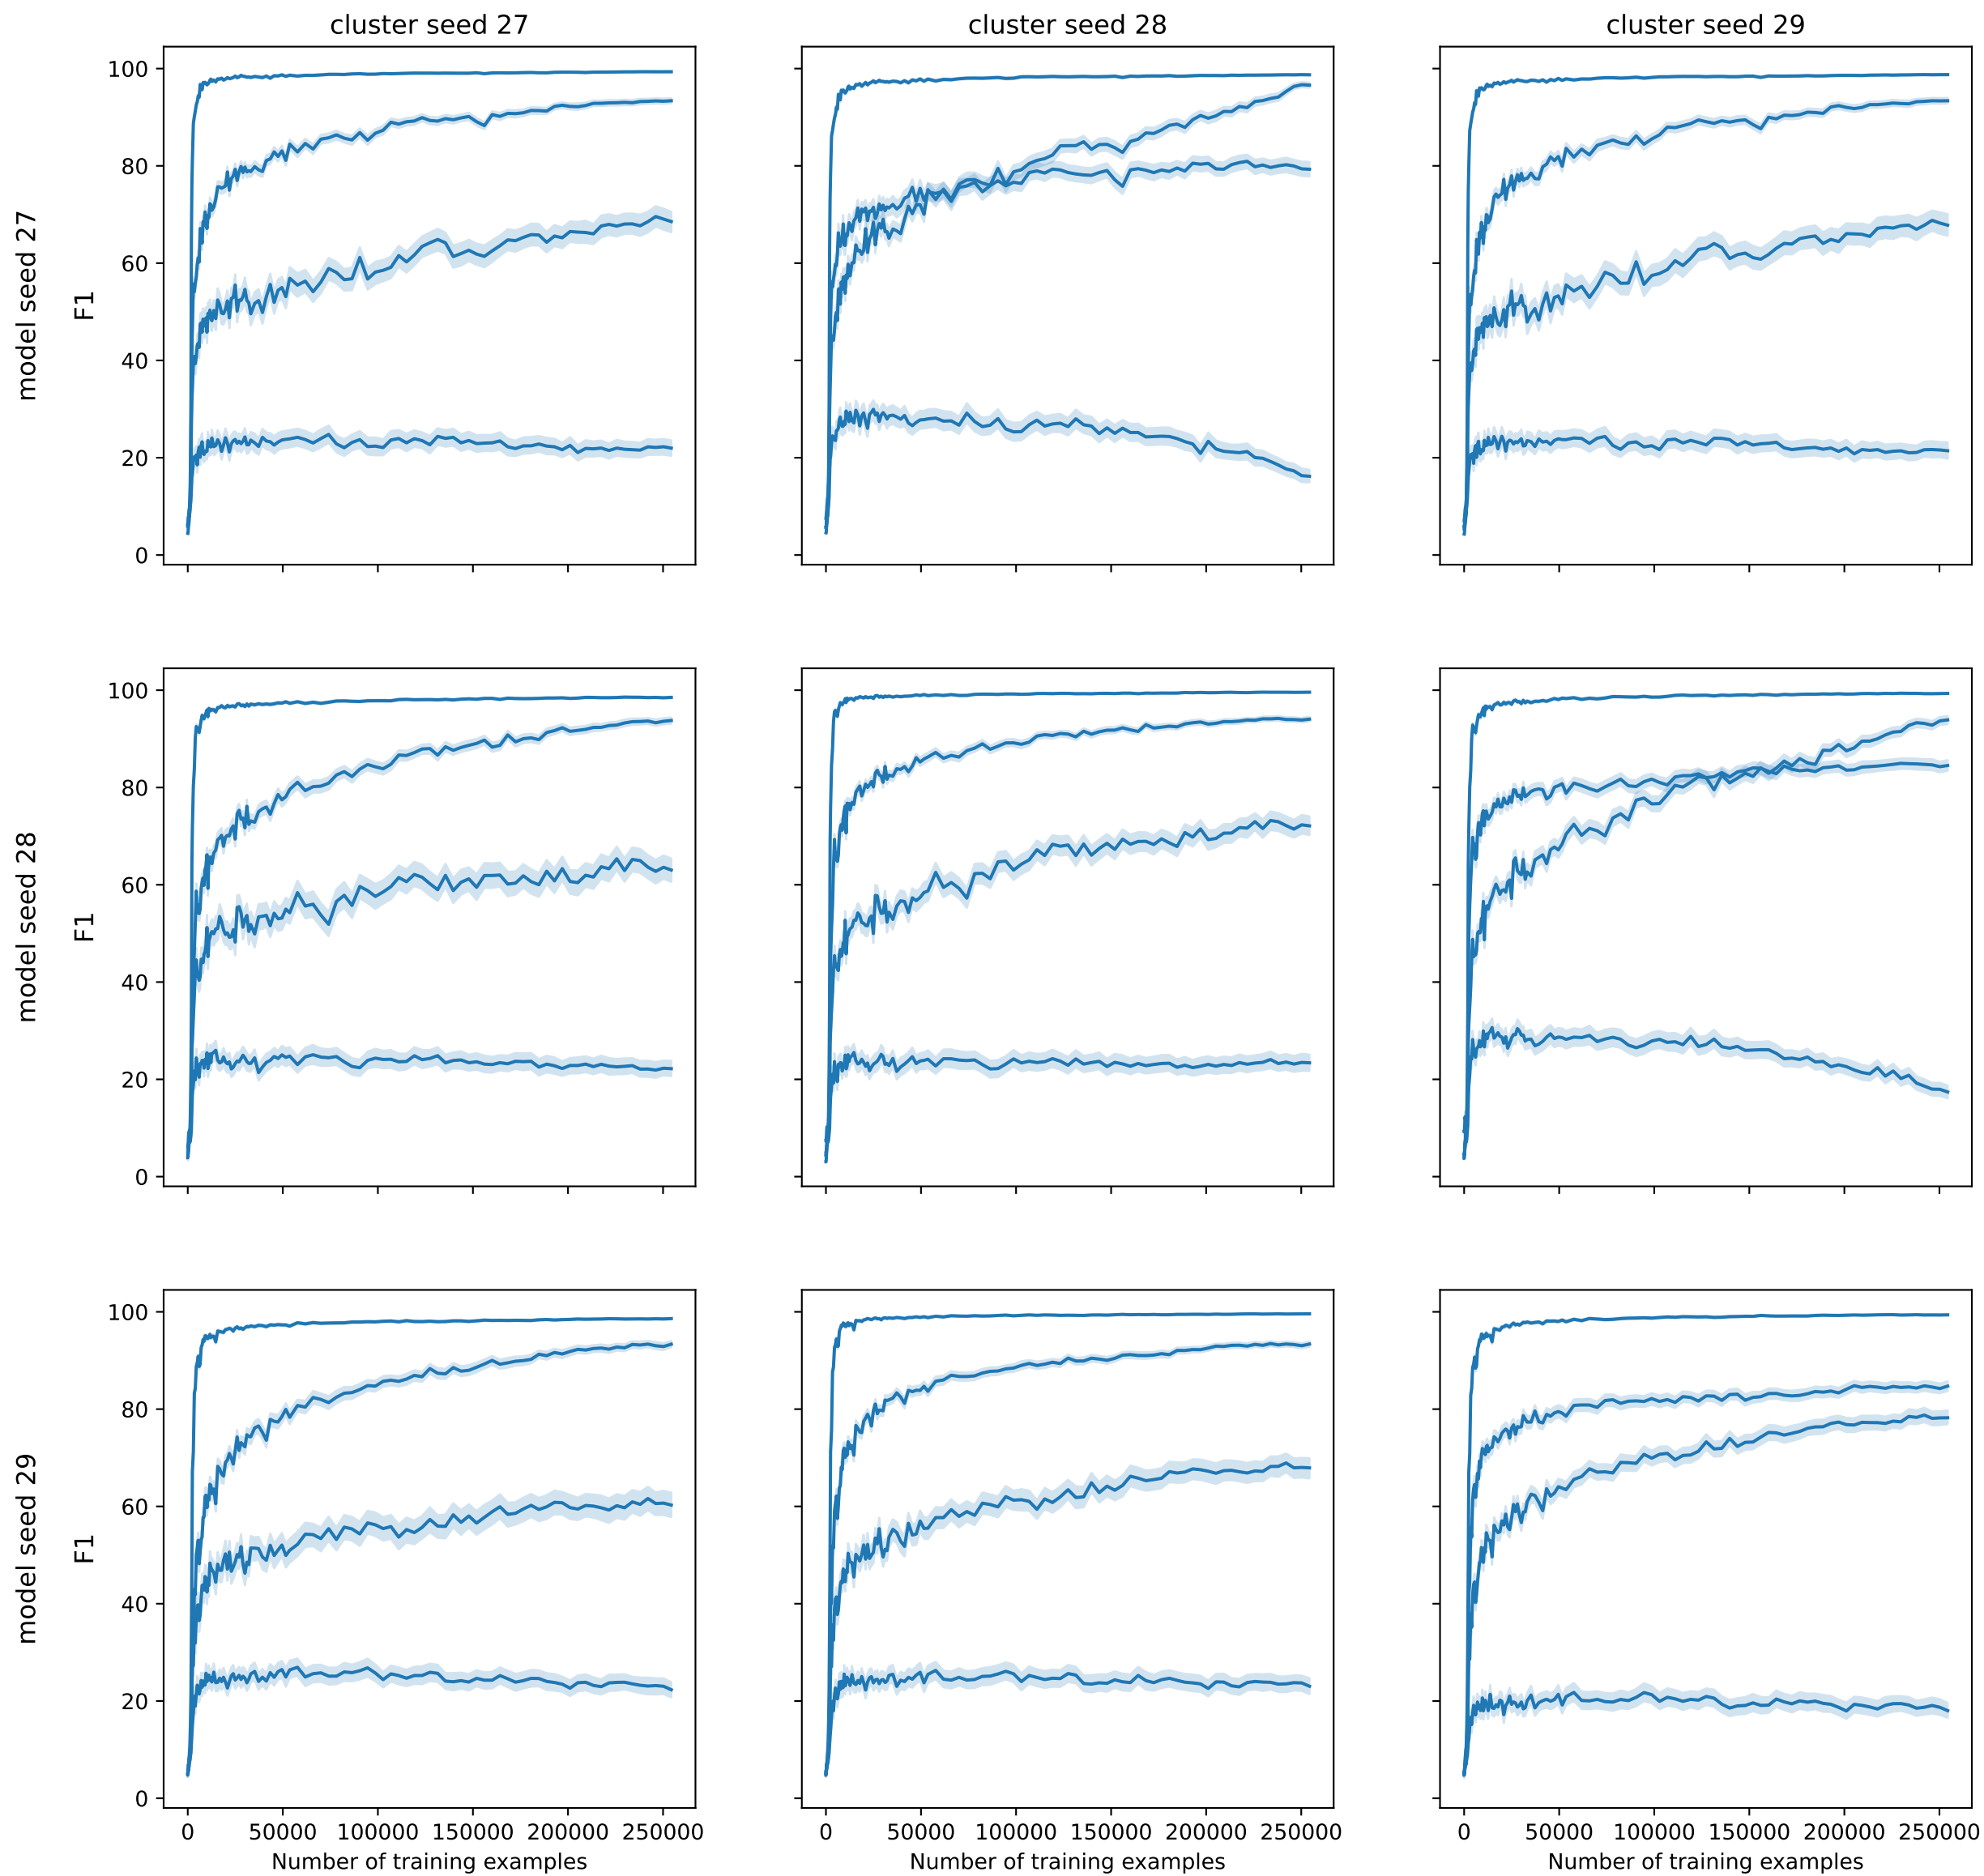 cluster seed 27
cluster seed 28
cluster seed 29
model seed 27
F1
100
80
60
40
20
0
model seed 28
F1
100
80
60
40
20
0
model seed 29
F1
100
80
60
40
20
0
0 50000 100000 150000 200000 250000
0 50000 100000 150000 200000 250000
0 50000 100000 150000 200000 250000
Number of training examples
Number of training examples
Number of training examples